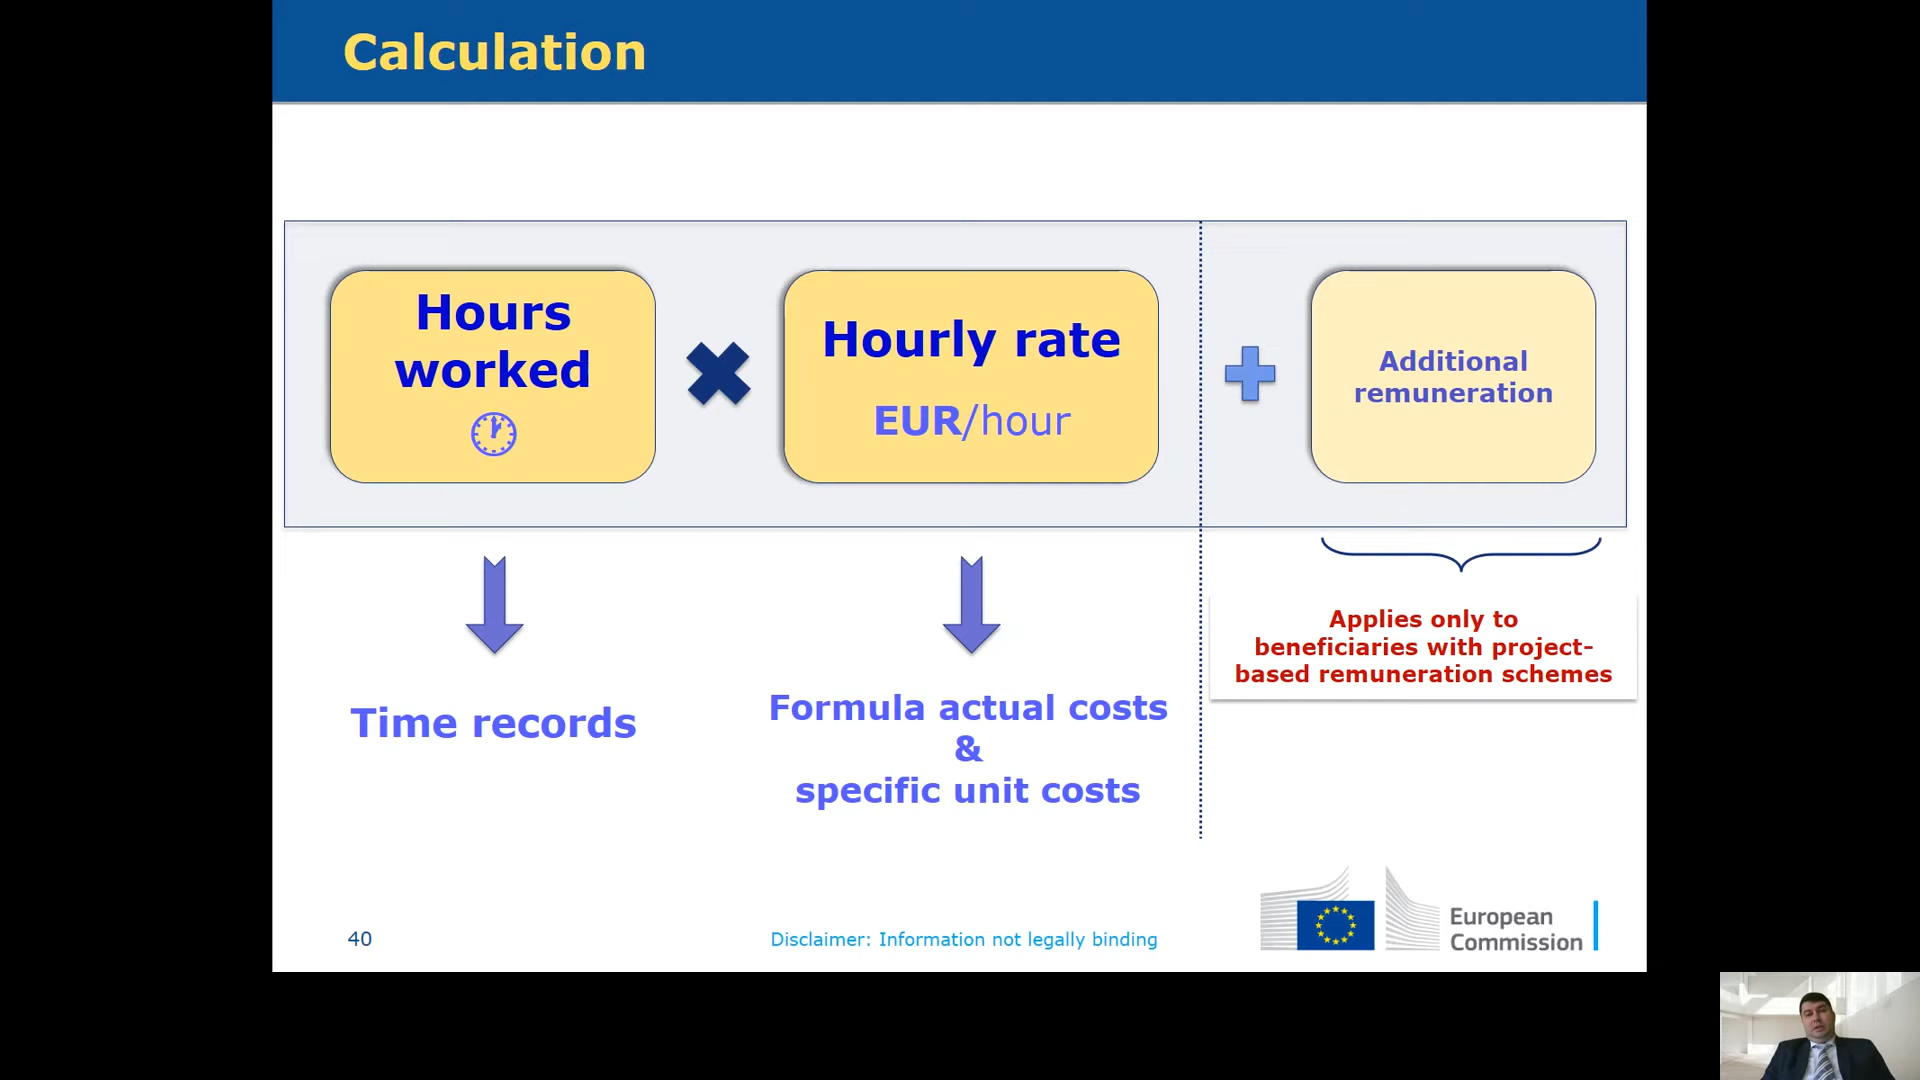 Calculation
Hours
worked
Hourly rate
EUR/hour
Additional
remuneration
Time records
Formula actual costs
&
specific unit costs
Applies only to
beneficiaries with project-
based remuneration schemes
40
Disclaimer: Information not legally binding
European
Commission